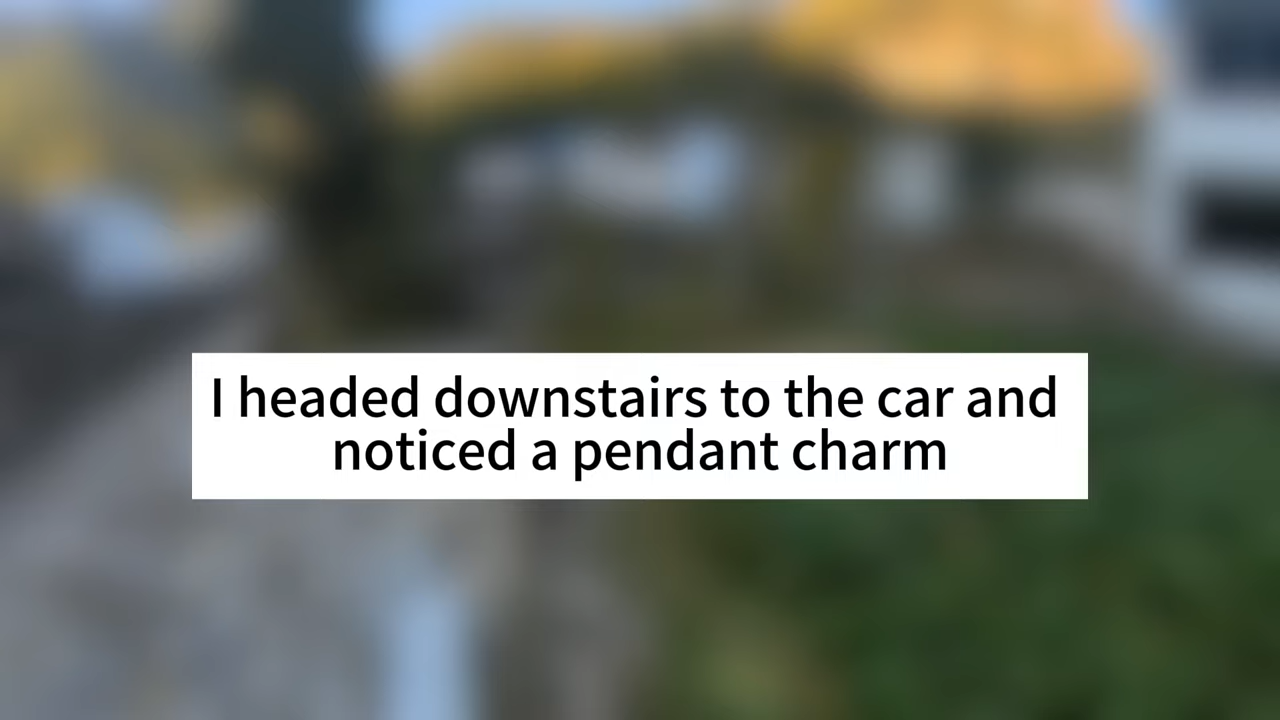 I headed downstairs to the car and
noticed a pendant charm